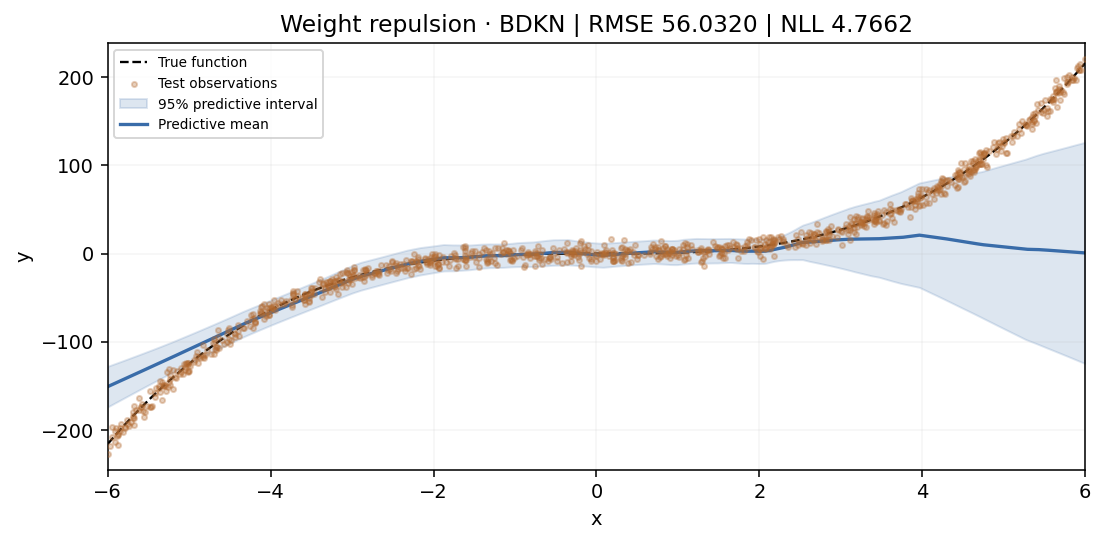 Weight repulsion · BDKN | RMSE 56.0320 | NLL 4.7662
True function
Test observations
95% predictive interval
Predictive mean
200
100
0
−100
−200
y
−6 −4 −2 0 2 4 6
x